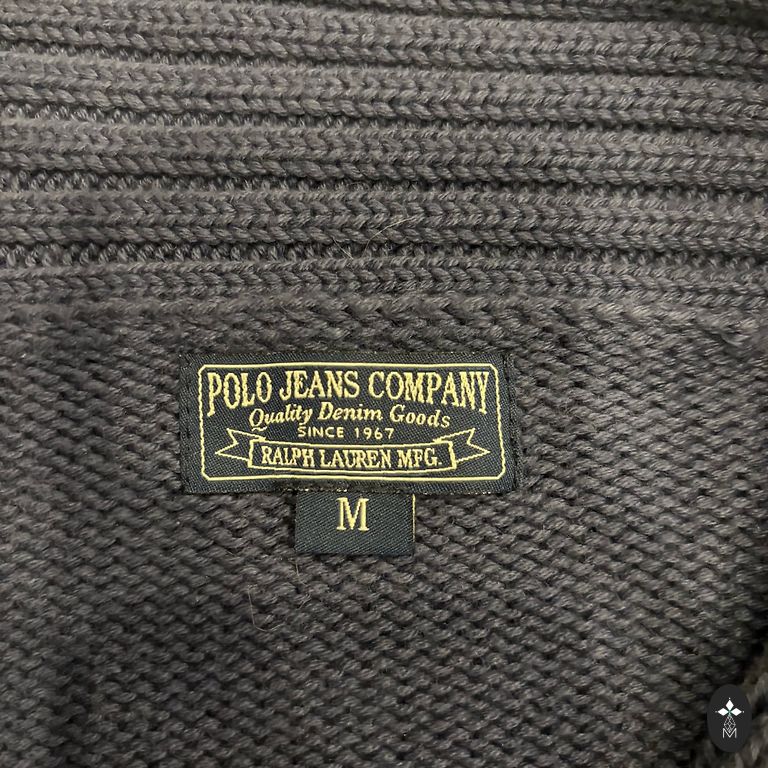 POLO JEANS COMPANY
Quality Denim Goods
SINCE 1967
RALPH LAUREN MFG.
M
M